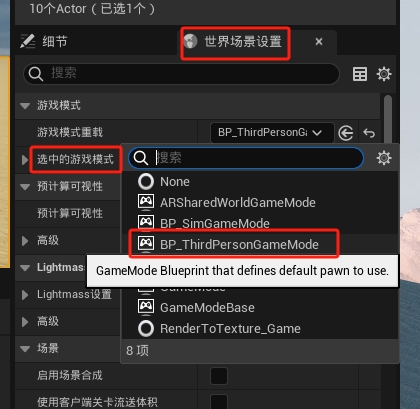 10个Actor（已选1个）
细节
世界场景设置
搜索
游戏模式
游戏模式重载
BP_ThirdPersonGa
选中的游戏模式
搜索
预计算可视性
None
ARSharedWorldGameMode
预计算可视性
BP_SimGameMode
高级
BP_ThirdPersonGameMode
Lightmass
GameMode Blueprint that defines default pawn to use.
Lightmass设置
GameMode
GameModeBase
高级
RenderToTexture_Game
场景
8 项
启用场景合成
使用客户端关卡流送体积